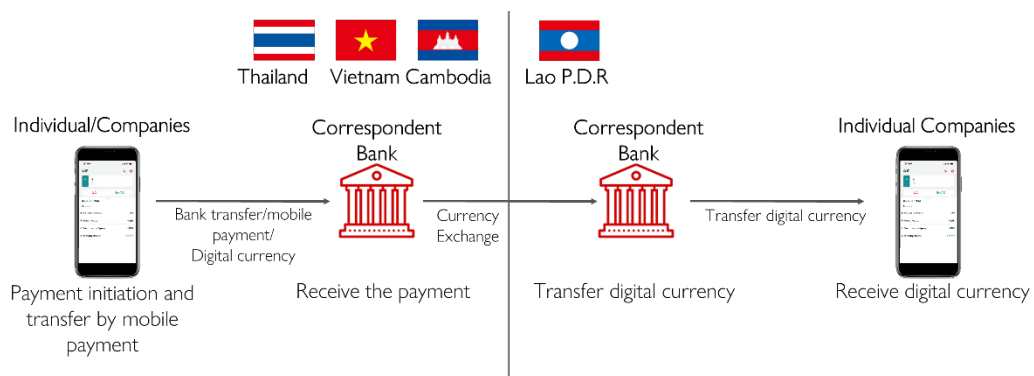 Thailand
Vietnam
Cambodia
Lao P.D.R
Individual/Companies
Correspondent
Bank
Correspondent
Bank
Individual Companies
Bank transfer/mobile
payment/
Digital currency
Currency
Exchange
Transfer digital currency
Payment initiation and
transfer by mobile
payment
Receive the payment
Transfer digital currency
Receive digital currency